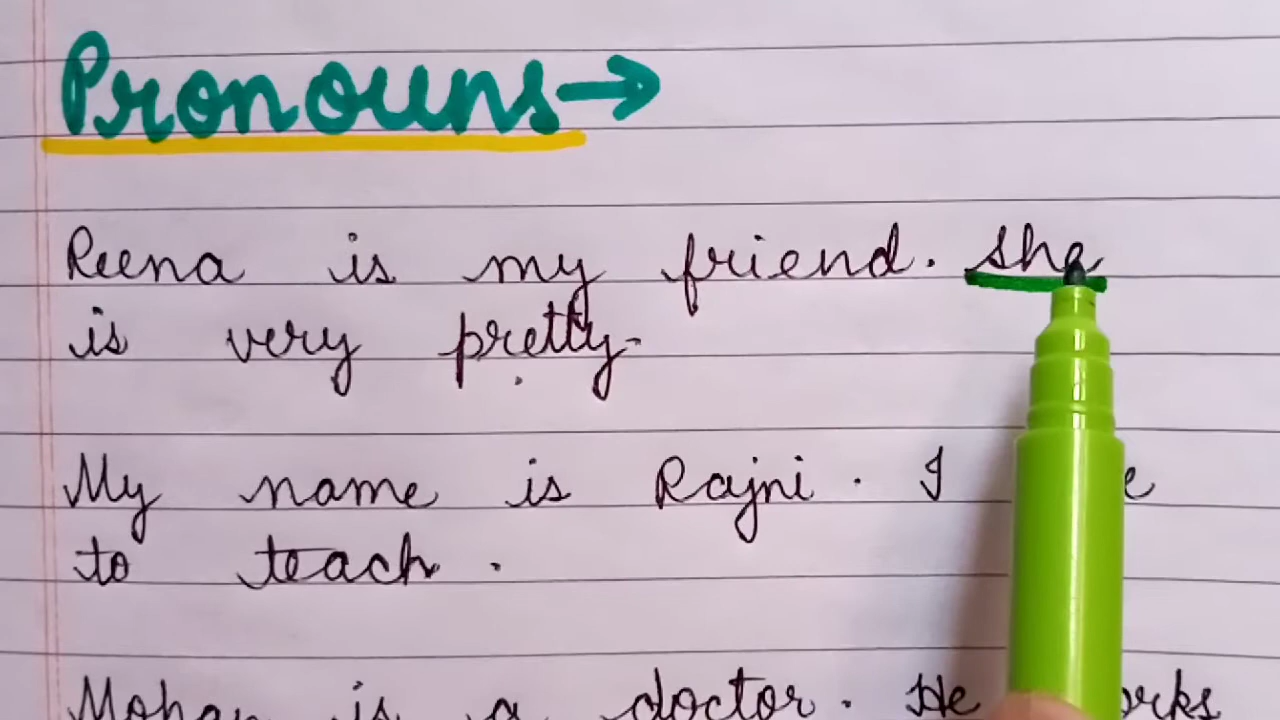 Pronouns→
Reena is my friend. she
is very pretty.
My name is Rajni. I
to teach.
Mohan is a doctor. He